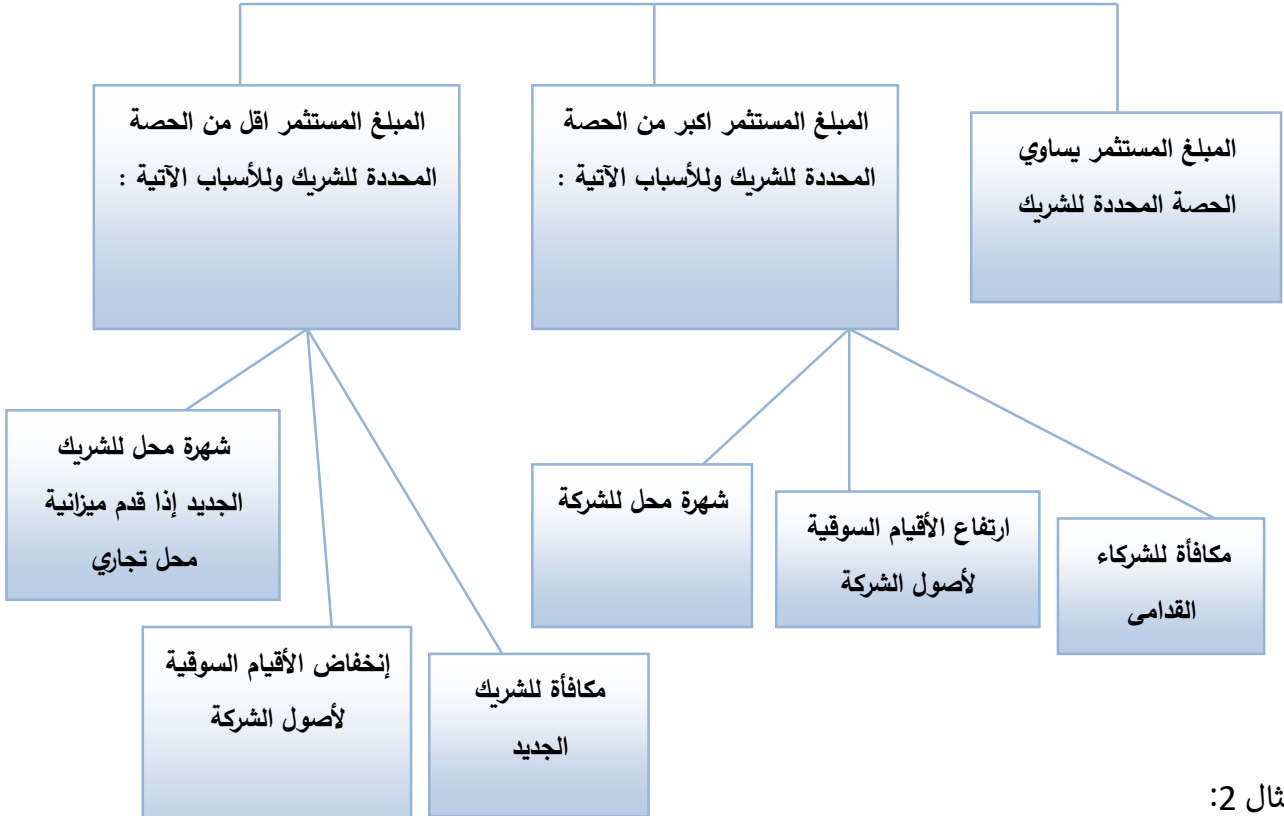 المبلغ المستثمر يساوي
الحصة المحددة للشريك
المبلغ المستثمر اكبر من الحصة
المحددة للشريك وللأسباب الآتية :
المبلغ المستثمر اقل من الحصة
المحددة للشريك وللأسباب الآتية :
مكافأة للشركاء
القدامى
ارتفاع الأقيام السوقية
لأصول الشركة
شهرة محل للشركة
مكافأة للشريك
الجديد
إنخفاض الأقيام السوقية
لأصول الشركة
شهرة محل للشريك
الجديد إذا قدم ميزانية
محل تجاري
ثال 2: